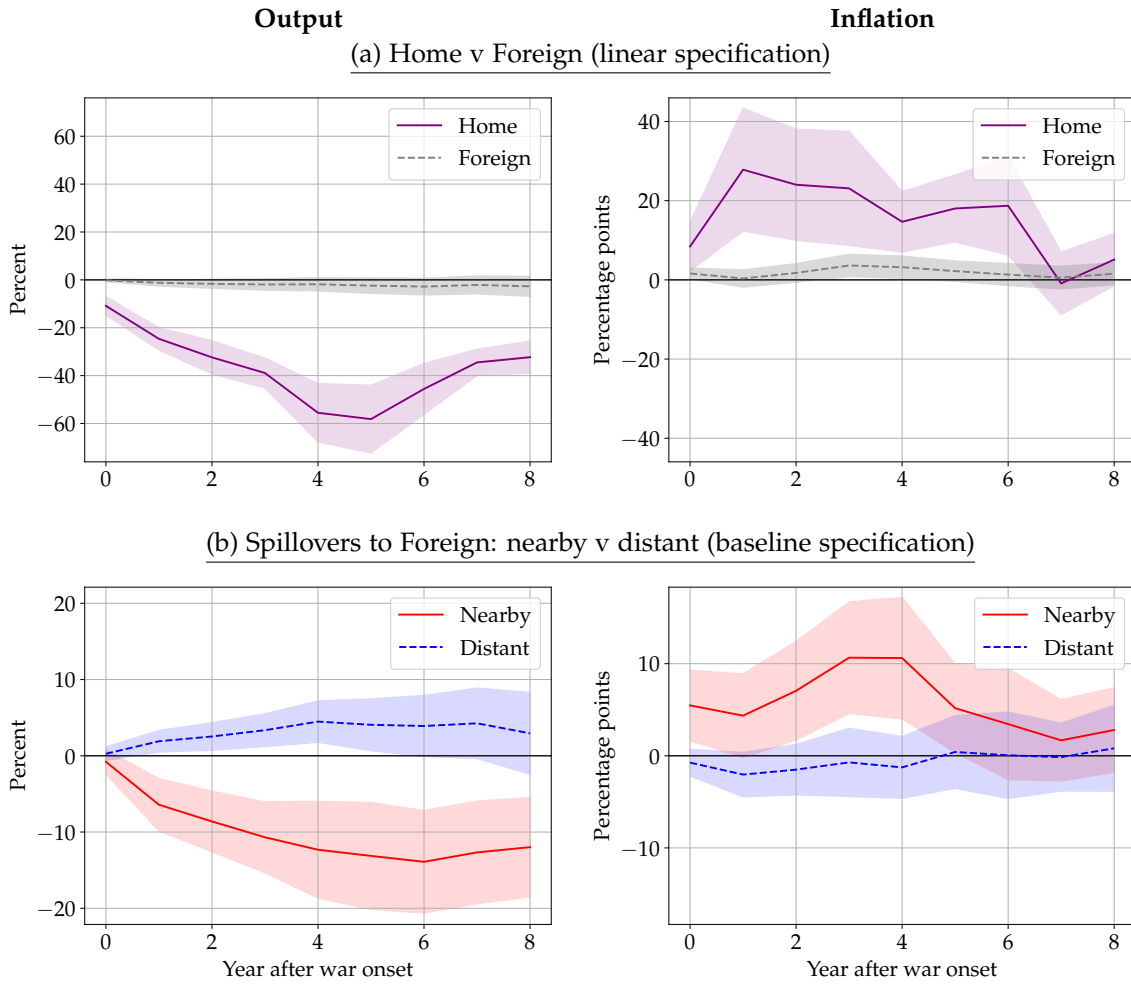 Output Inflation
(a) Home v Foreign (linear specification)
Percent
60
40
20
0
−20
−40
−60
0 2 4 6 8
Home
Foreign
Percentage points
40
20
0
−20
−40
0 2 4 6 8
Home
Foreign
(b) Spillovers to Foreign: nearby v distant (baseline specification)
Percent
20
10
0
−10
−20
0 2 4 6 8
Year after war onset
Nearby
Distant
Percentage points
10
0
−10
0 2 4 6 8
Year after war onset
Nearby
Distant